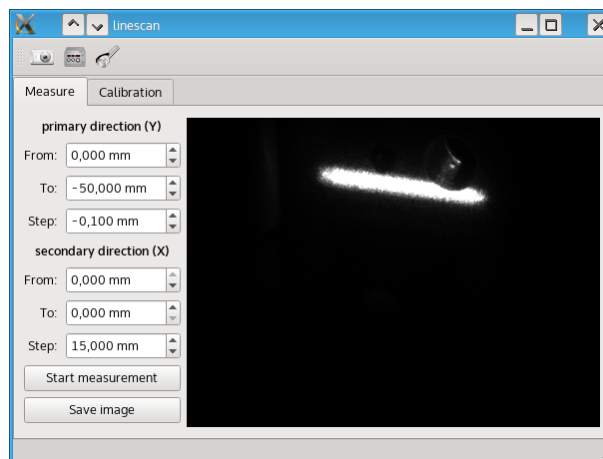 linescan
Measure Calibration
primary direction (Y)
From: 0,000 mm
To: -50,000 mm
Step: -0,100 mm
secondary direction (X)
From: 0,000 mm
To: 0,000 mm
Step: 15,000 mm
Start measurement
Save image